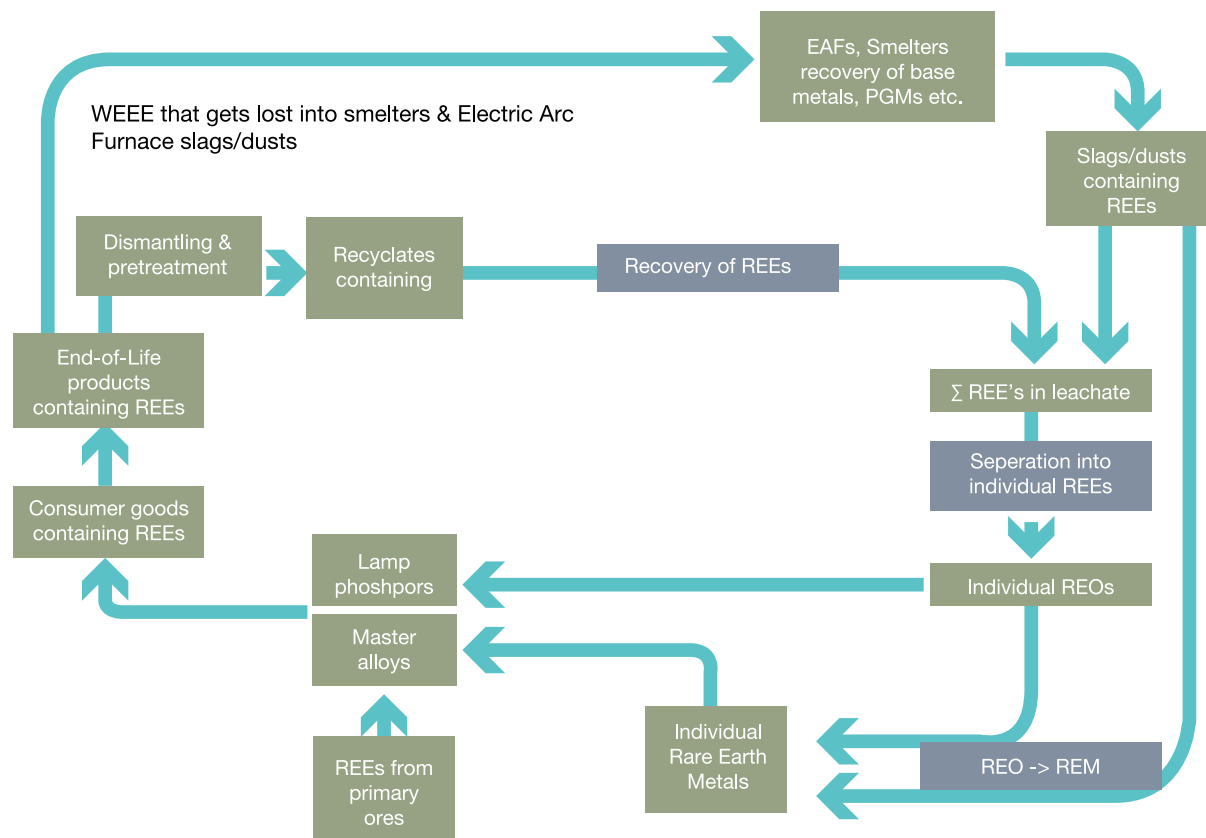 EAFs, Smelters
recovery of base
metals, PGMs etc.
WEEE that gets lost into smelters & Electric Arc
Furnace slags/dusts
Slags/dusts
containing
REEs
Dismantling &
pretreatment
Recyclates
containing
Recovery of REEs
End-of-Life
products
containing REEs
∑ REE's in leachate
Seperation into
individual REEs
Consumer goods
containing REEs
Lamp
phoshpors
Individual REOs
Master
alloys
Individual
Rare Earth
Metals
REO -> REM
REEs from
primary
ores